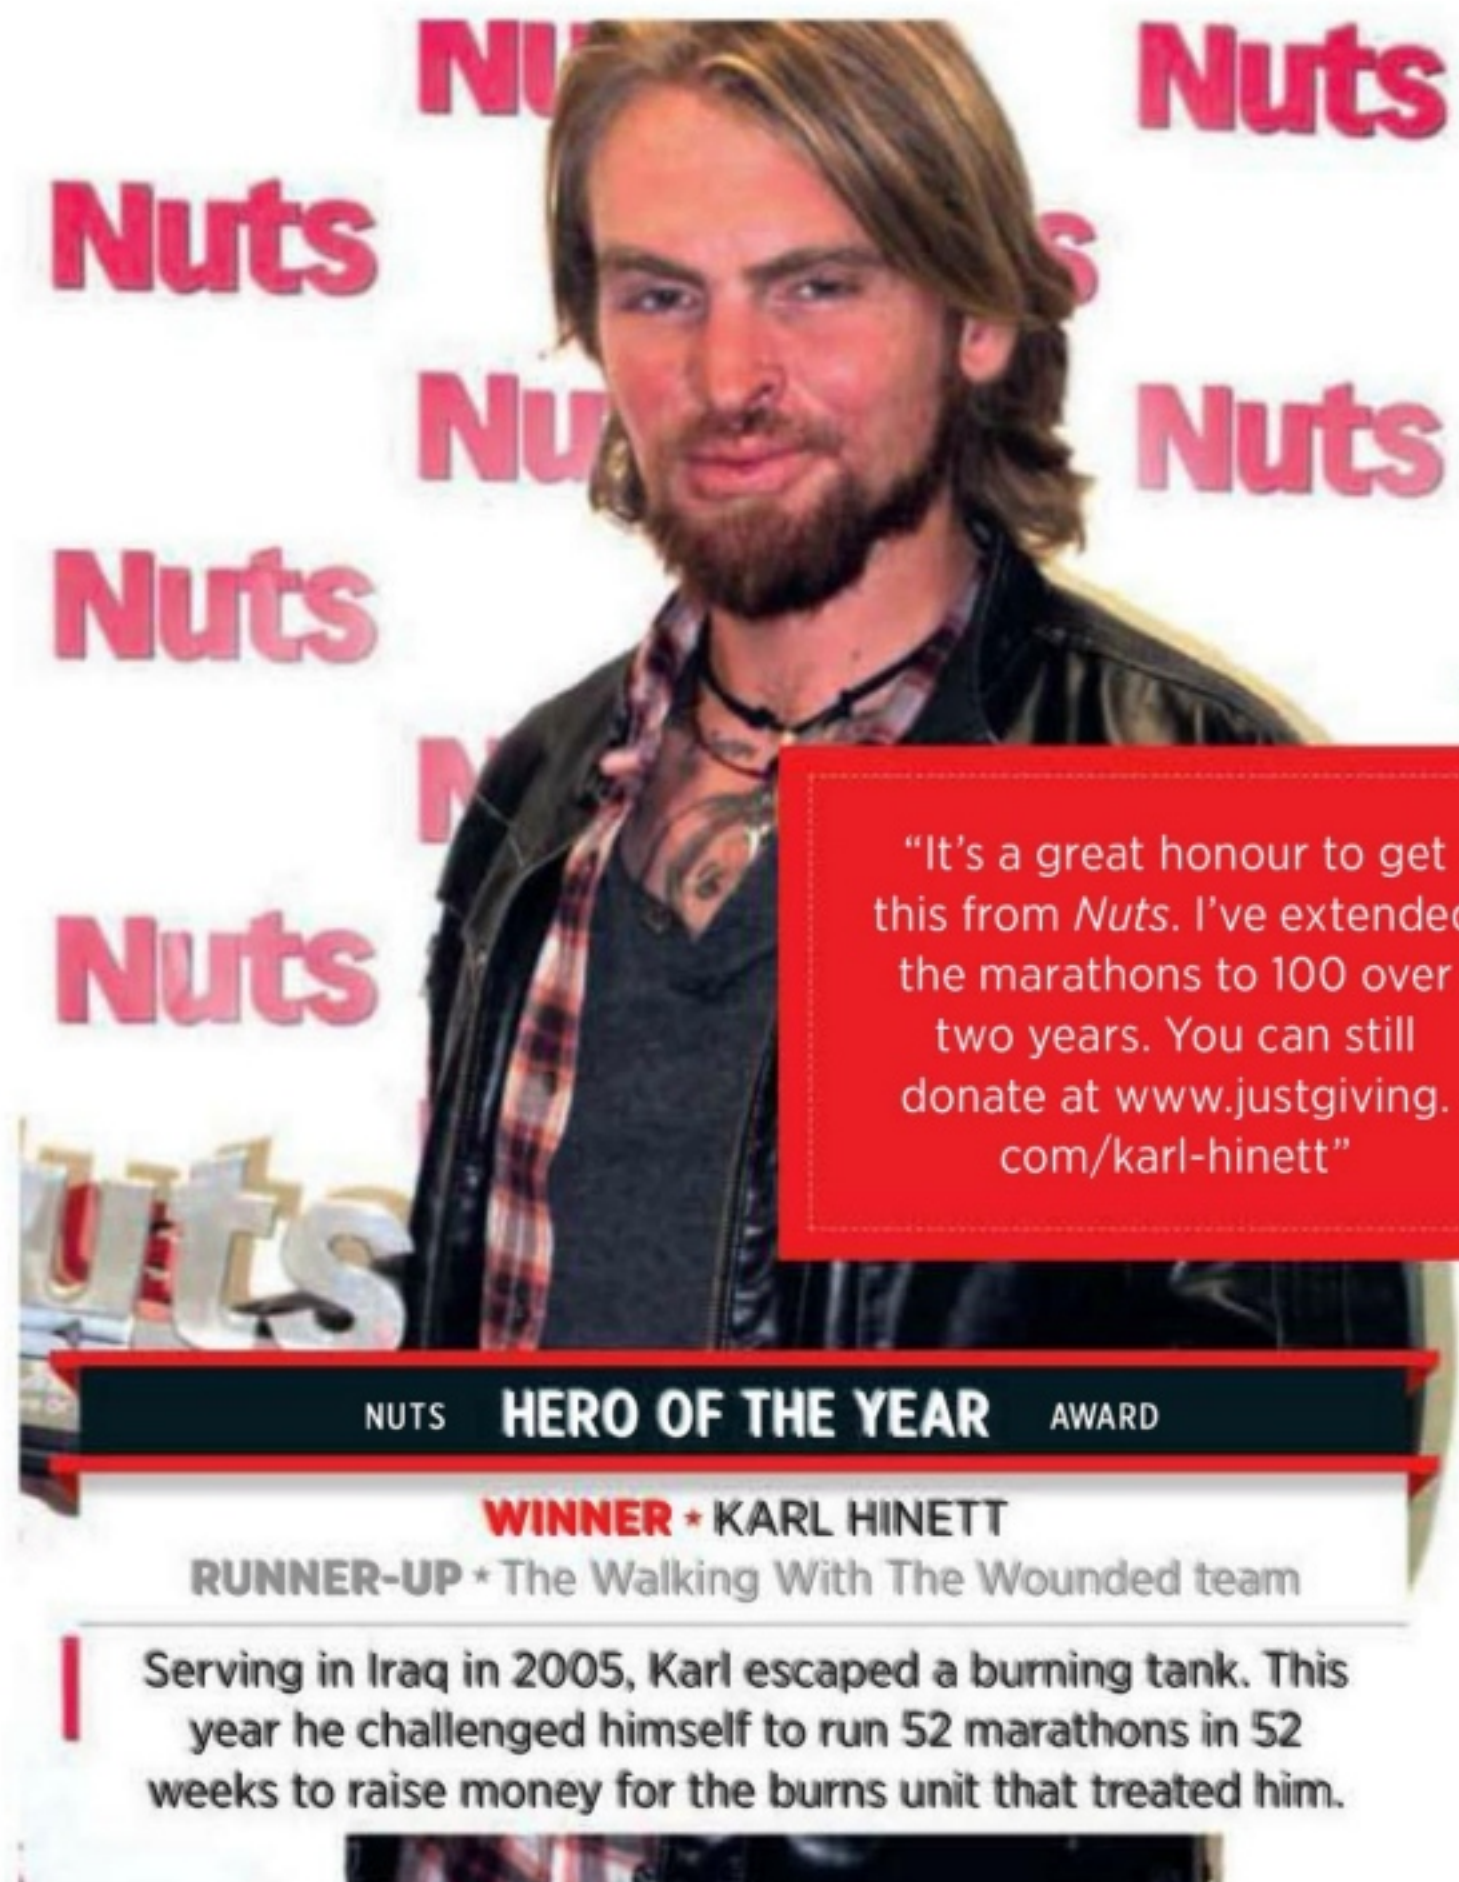 Nuts
Nuts
Nuts
Nuts
Nuts
"It's a great honour to get
this from Nuts. I've extended
the marathons to 100 over
two years. You can still
donate at www.justgiving.
com/karl-hinett"
uts
NUTS HERO OF THE YEAR AWARD
WINNER * KARL HINETT
RUNNER-UP * The Walking With The Wounded team
Serving in Iraq in 2005, Karl escaped a burning tank. This
year he challenged himself to run 52 marathons in 52
weeks to raise money for the burns unit that treated him.